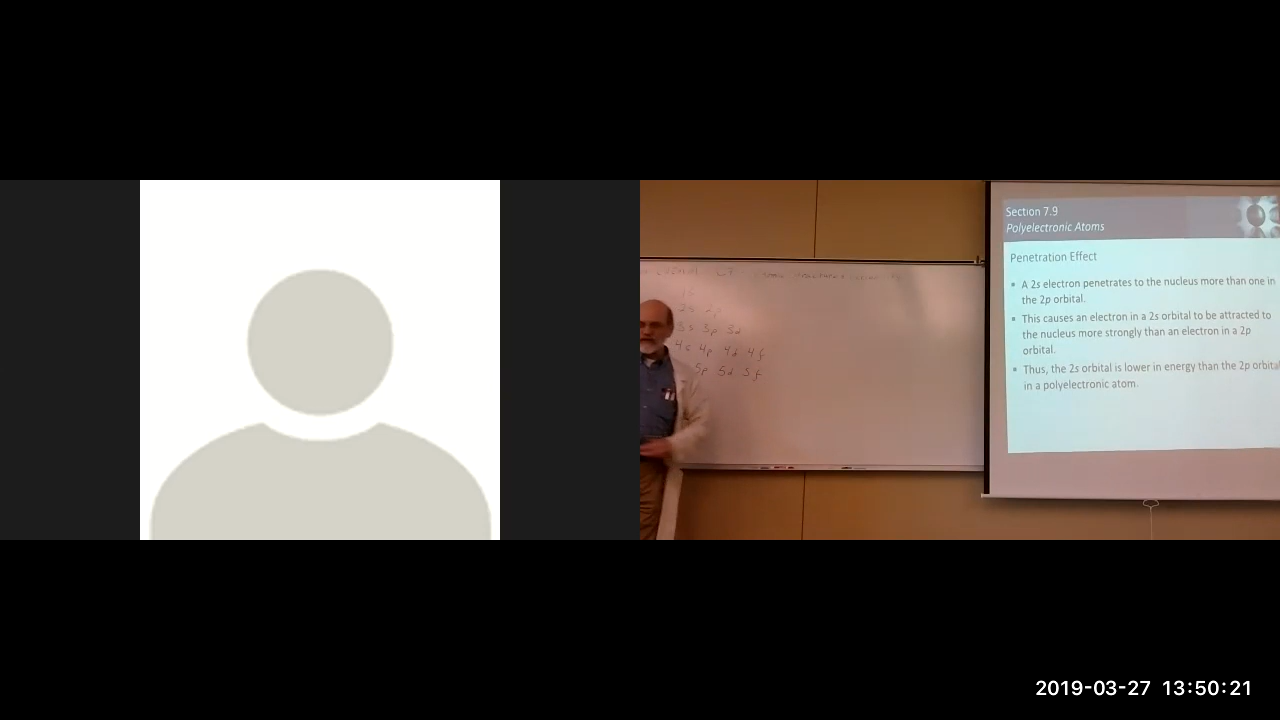 Section 7.9
Polyelectronic Atoms
Penetration Effect
▪ A 2s electron penetrates to the nucleus more than one in
the 2p orbital.
▪ This causes an electron in a 2s orbital to be attracted to
the nucleus more strongly than an electron in a 2p
orbital.
▪ Thus, the 2s orbital is lower in energy than the 2p orbital
in a polyelectronic atom.
1s
2s 2p
3s 3p 3d
4s 4p 4d 4f
5p 5d 5f
2019-03-27 13:50:21